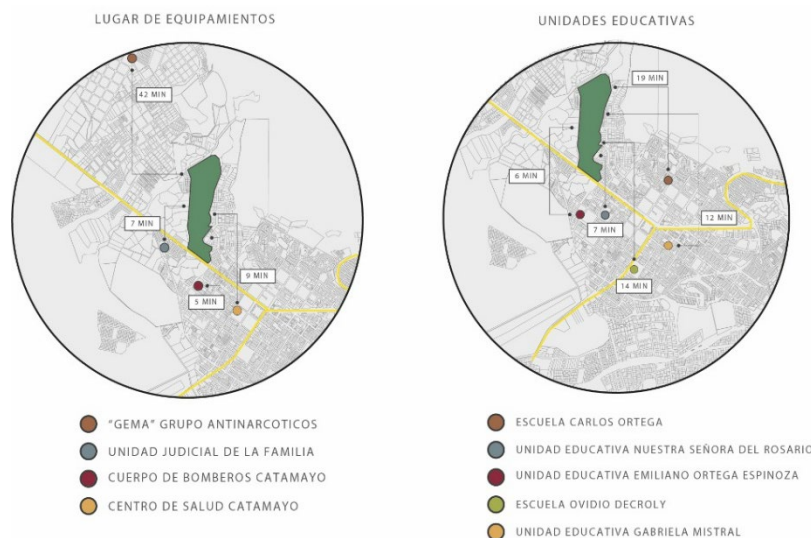 LUGAR DE EQUIPAMIENTOS
42 MIN
7 MIN
9 MIN
5 MIN
"GEMA" GRUPO ANTINARCOTICOS
UNIDAD JUDICIAL DE LA FAMILIA
CUERPO DE BOMBEROS CATAMAYO
CENTRO DE SALUD CATAMAYO
UNIDADES EDUCATIVAS
19 MIN
6 MIN
12 MIN
7 MIN
14 MIN
ESCUELA CARLOS ORTEGA
UNIDAD EDUCATIVA NUESTRA SEÑORA DEL ROSARIO
UNIDAD EDUCATIVA EMILIANO ORTEGA ESPINOZA
ESCUELA OVIDIO DECROLY
UNIDAD EDUCATIVA GABRIELA MISTRAL